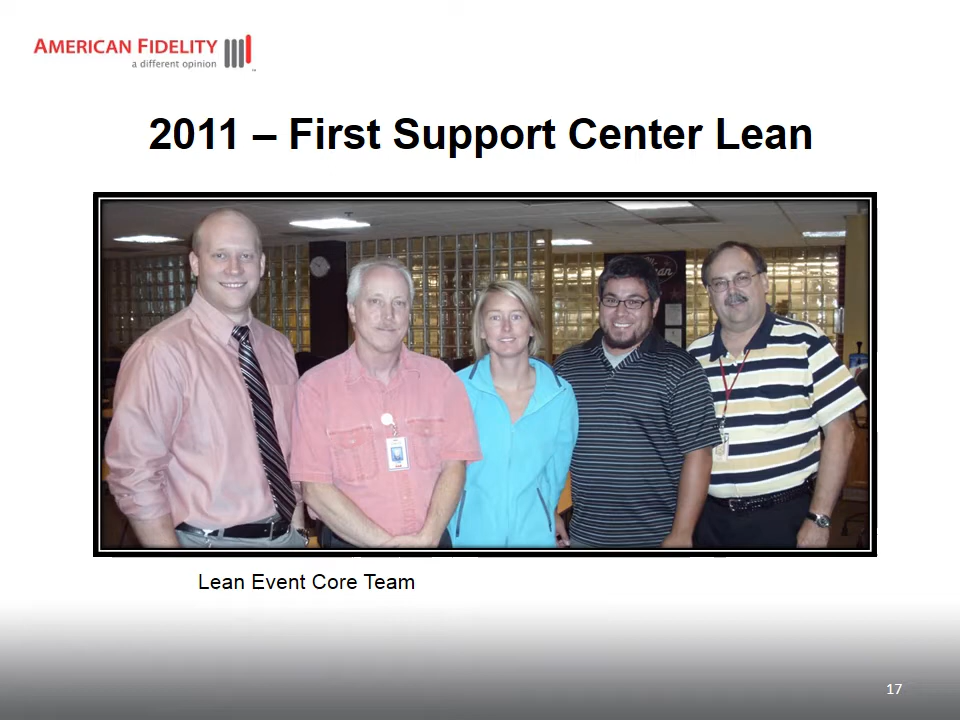 AMERICAN FIDELITY
a different opinion
2011 – First Support Center Lean
Lean Event Core Team
17